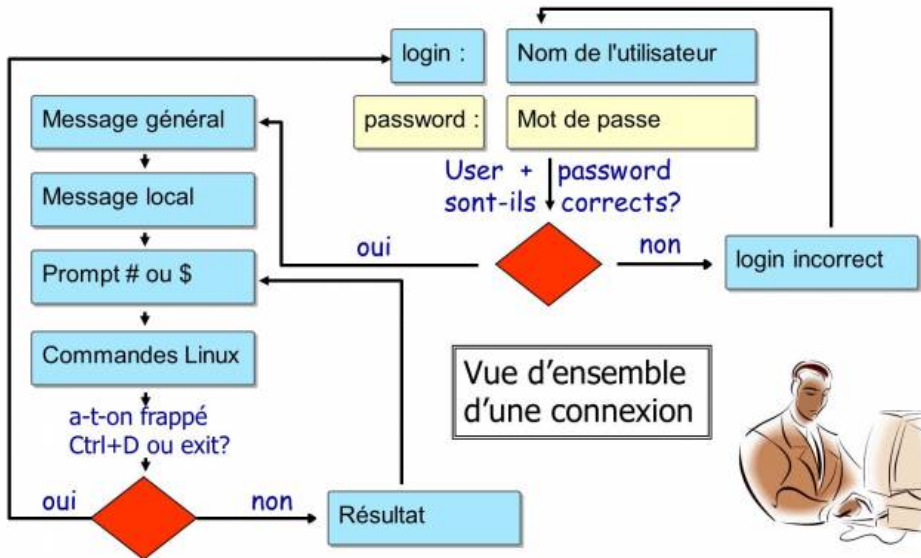 login :
Nom de l'utilisateur
password :
Mot de passe
User + password
sont-ils corrects?
oui
non
login incorrect
Message général
Message local
Prompt # ou $
Commandes Linux
a-t-on frappé
Ctrl+D ou exit?
oui
non
Résultat
Vue d'ensemble
d'une connexion